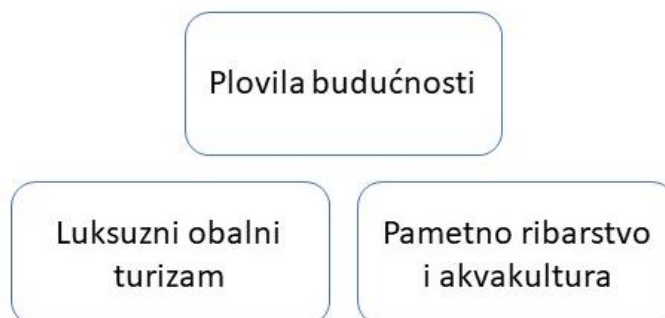 Plovila budućnosti
Luksuzni obalni
turizam
Pametno ribarstvo
i akvakultura